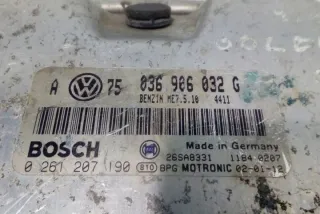 A 75 036 906 032 G
BENZIN ME7.5.10 4411
BOSCH
Made in Germany
26SA8331 1184 0207
0 261 207 190 BPG MOTRONIC 02-01-12